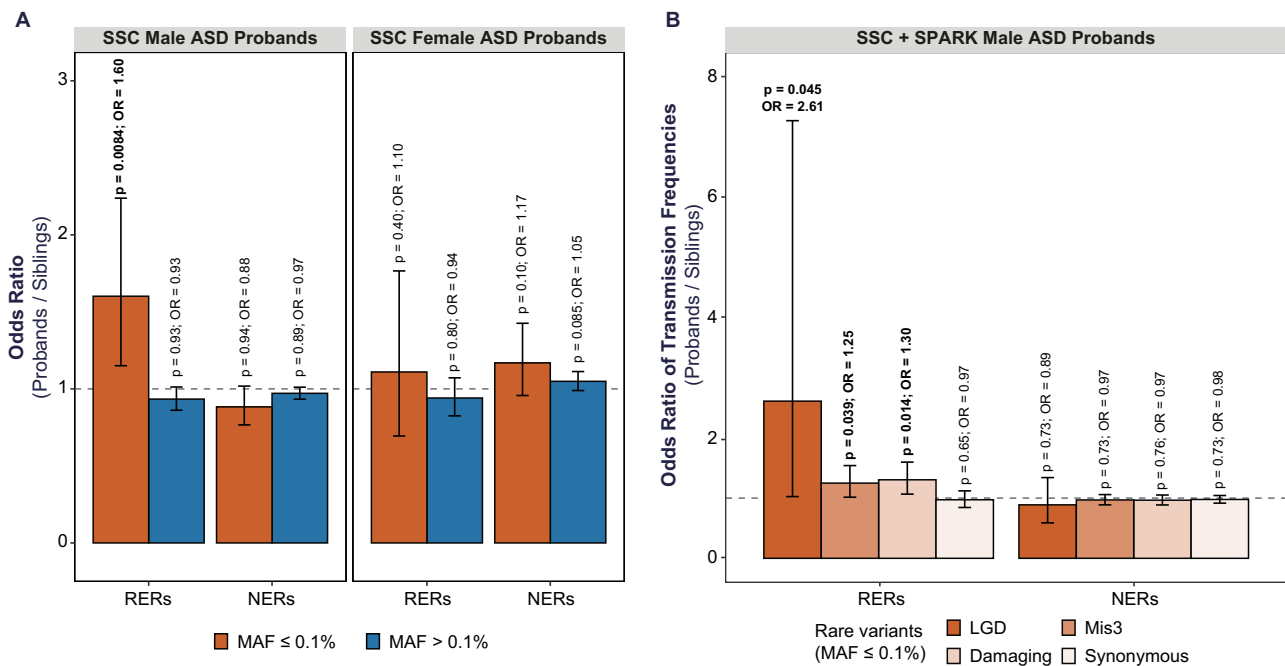 A
SSC Male ASD Probands
SSC Female ASD Probands
Odds Ratio
(Probands / Siblings)
3
2
1
0
p = 0.0084; OR = 1.60
p = 0.93; OR = 0.93
p = 0.94; OR = 0.88
p = 0.89; OR = 0.97
p = 0.40; OR = 1.10
p = 0.80; OR = 0.94
p = 0.10; OR = 1.17
p = 0.085; OR = 1.05
RERs
NERs
RERs
NERs
MAF ≤ 0.1%
MAF > 0.1%
B
SSC + SPARK Male ASD Probands
Odds Ratio of Transmission Frequencies
(Probands / Siblings)
8
6
4
2
0
p = 0.045
OR = 2.61
p = 0.039; OR = 1.25
p = 0.014; OR = 1.30
p = 0.65; OR = 0.97
p = 0.73; OR = 0.89
p = 0.73; OR = 0.97
p = 0.76; OR = 0.97
p = 0.73; OR = 0.98
RERs
NERs
Rare variants
(MAF ≤ 0.1%)
LGD
Mis3
Damaging
Synonymous